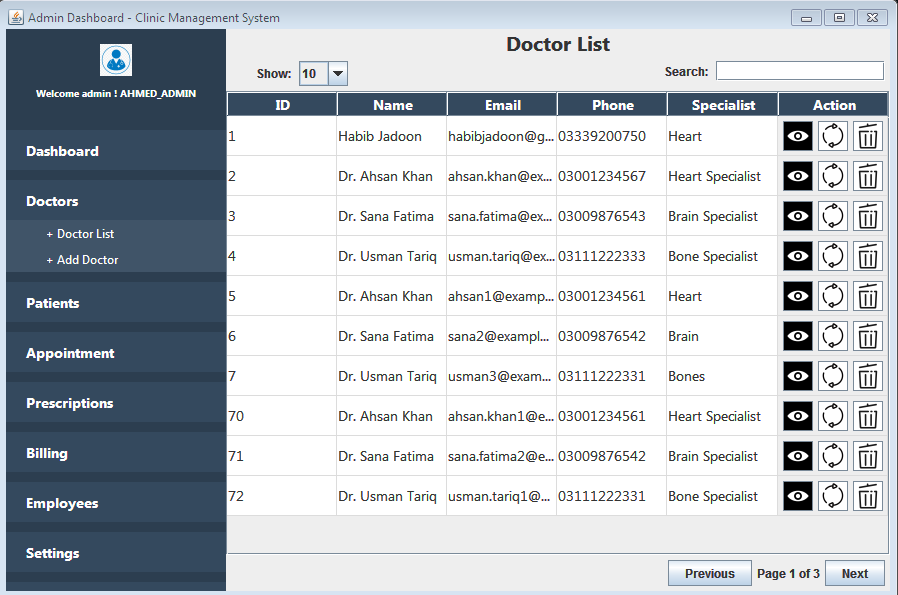 Admin Dashboard - Clinic Management System
Welcome admin ! AHMED_ADMIN
Dashboard
Doctors
+ Doctor List
+ Add Doctor
Patients
Appointment
Prescriptions
Billing
Employees
Settings
Doctor List
Show: 10 Search:
ID Name Email Phone Specialist Action
1 Habib Jadoon habibjadoon@g... 03339200750 Heart
2 Dr. Ahsan Khan ahsan.khan@ex... 03001234567 Heart Specialist
3 Dr. Sana Fatima sana.fatima@ex... 03009876543 Brain Specialist
4 Dr. Usman Tariq usman.tariq@ex... 03111222333 Bone Specialist
5 Dr. Ahsan Khan ahsan1@examp... 03001234561 Heart
6 Dr. Sana Fatima sana2@exampl... 03009876542 Brain
7 Dr. Usman Tariq usman3@exam... 03111222331 Bones
70 Dr. Ahsan Khan ahsan.khan1@e... 03001234561 Heart Specialist
71 Dr. Sana Fatima sana.fatima2@e... 03009876542 Brain Specialist
72 Dr. Usman Tariq usman.tariq1@... 03111222331 Bone Specialist
Previous Page 1 of 3 Next